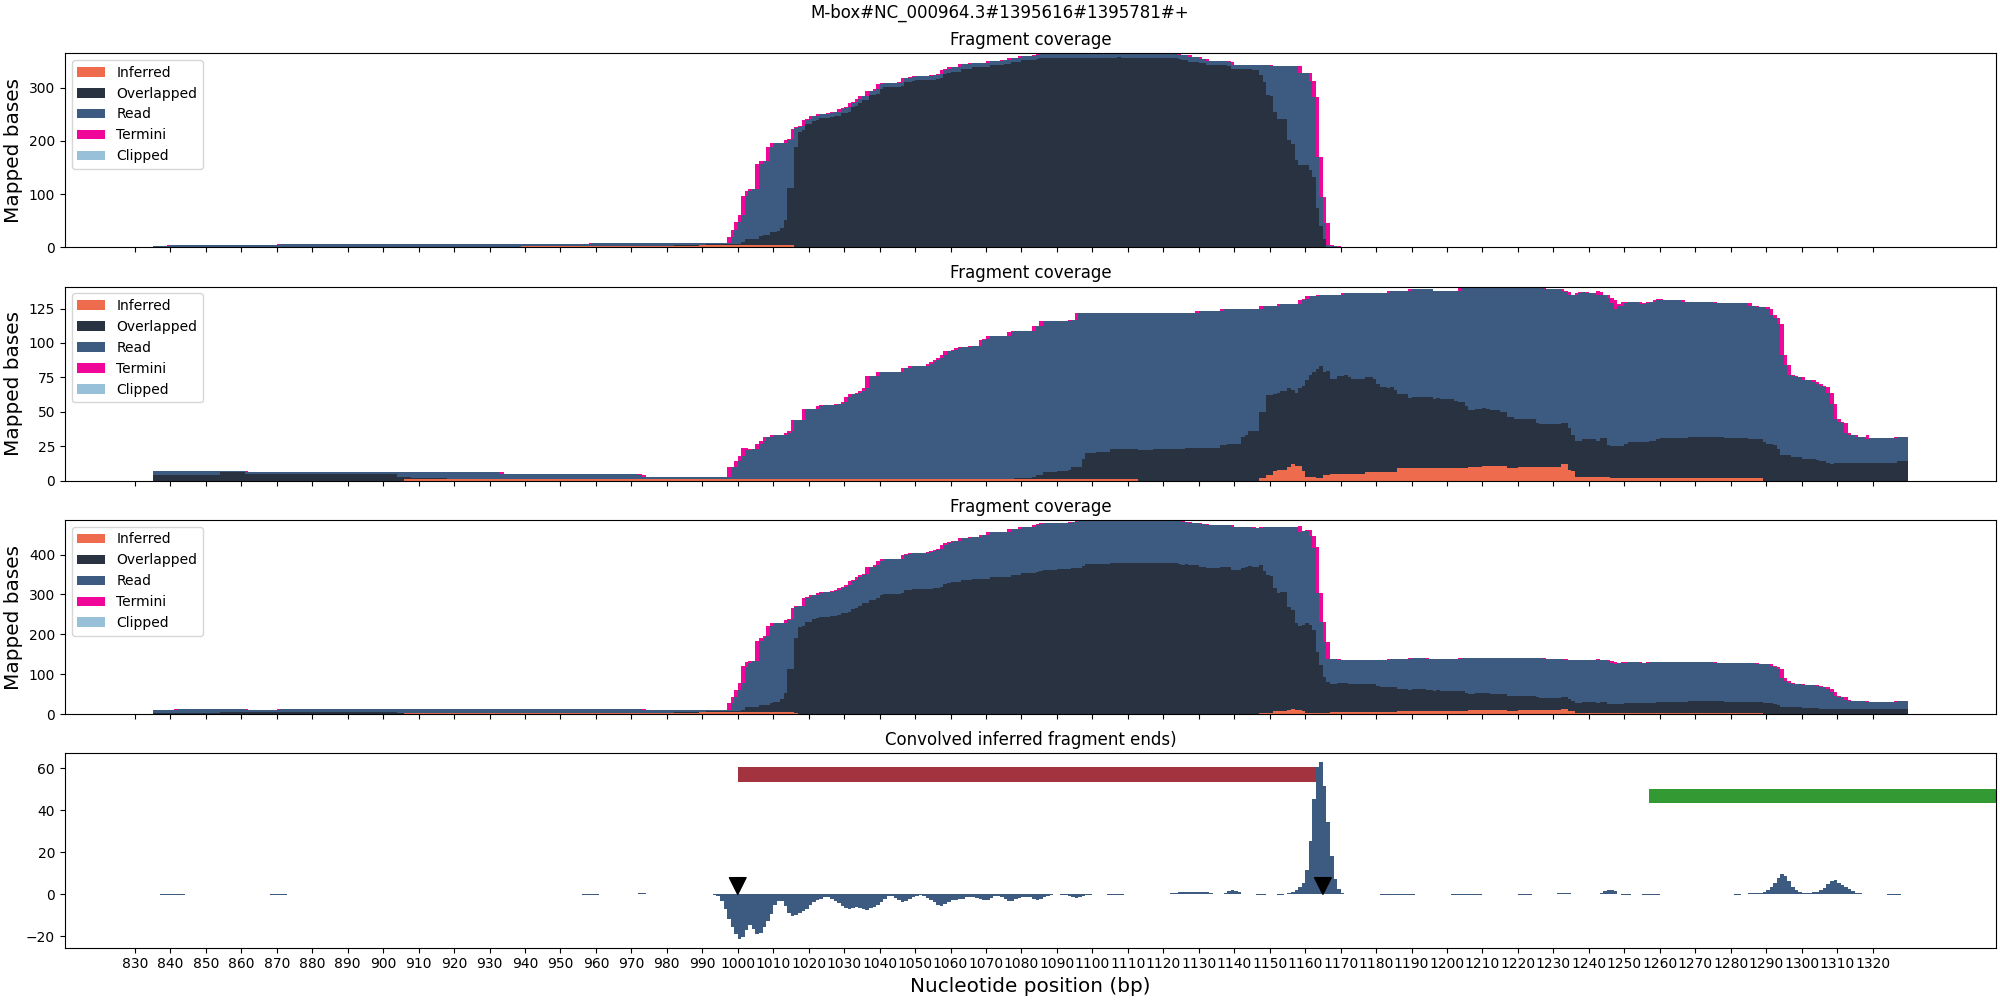 M-box#NC_000964.3#1395616#1395781#+
Fragment coverage
Mapped bases
300
200
100
0
Inferred
Overlapped
Read
Termini
Clipped
Fragment coverage
Mapped bases
125
100
75
50
25
0
Inferred
Overlapped
Read
Termini
Clipped
Fragment coverage
Mapped bases
400
300
200
100
0
Inferred
Overlapped
Read
Termini
Clipped
Convolved inferred fragment ends)
60
40
20
0
−20
830 840 850 860 870 880 890 900 910 920 930 940 950 960 970 980 990 1000 1010 1020 1030 1040 1050 1060 1070 1080 1090 1100 1110 1120 1130 1140 1150 1160 1170 1180 1190 1200 1210 1220 1230 1240 1250 1260 1270 1280 1290 1300 1310 1320
Nucleotide position (bp)